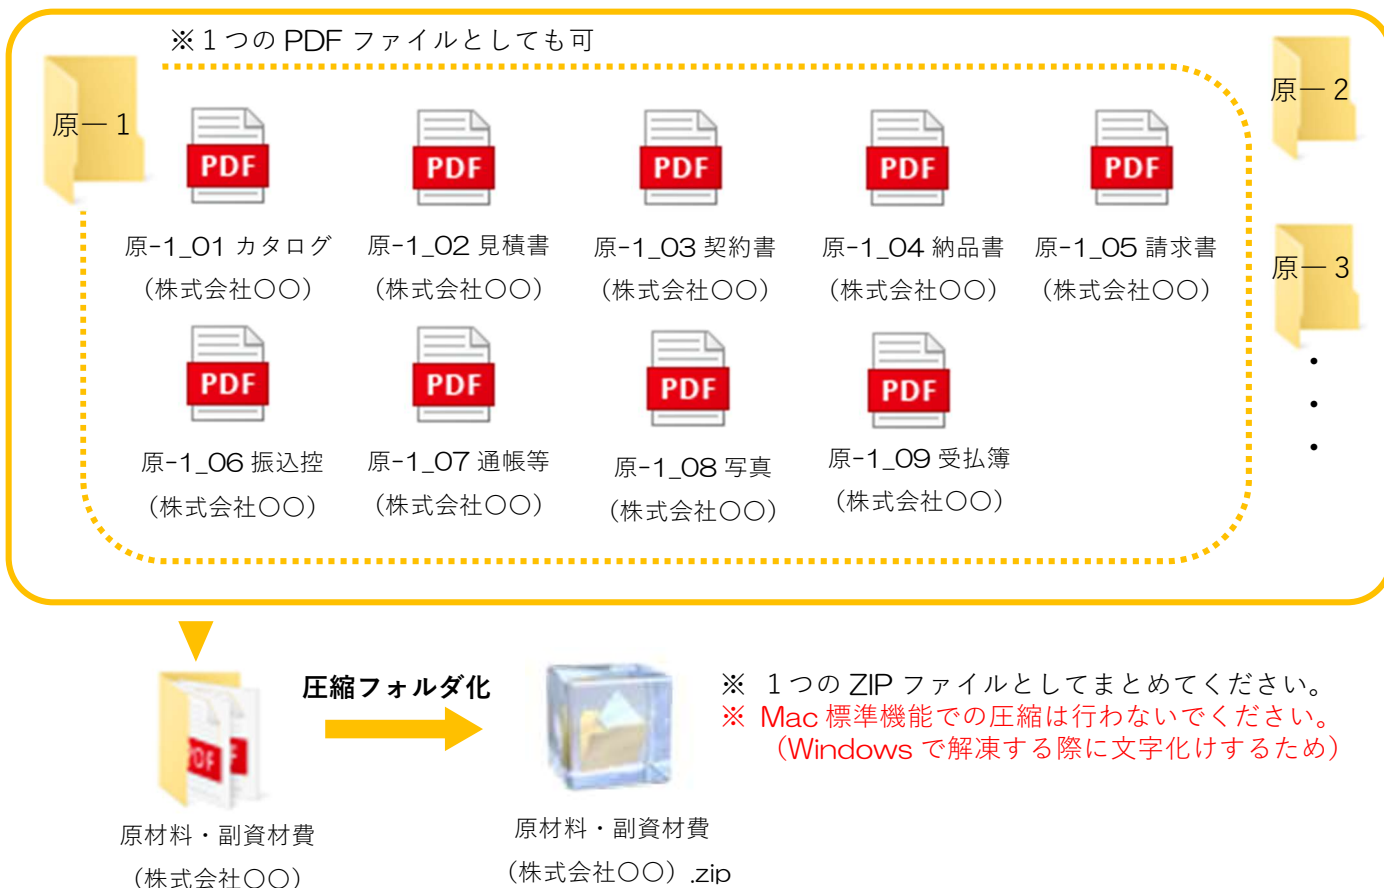 ※１つの PDF ファイルとしても可
原―１
原―２
原―３
PDF
PDF
PDF
PDF
PDF
原-1_01 カタログ
（株式会社〇〇）
原-1_02 見積書
（株式会社〇〇）
原-1_03 契約書
（株式会社〇〇）
原-1_04 納品書
（株式会社〇〇）
原-1_05 請求書
（株式会社〇〇）
PDF
PDF
PDF
PDF
原-1_06 振込控
（株式会社〇〇）
原-1_07 通帳等
（株式会社〇〇）
原-1_08 写真
（株式会社〇〇）
原-1_09 受払簿
（株式会社〇〇）
・
・
・
圧縮フォルダ化
※ １つの ZIP ファイルとしてまとめてください。
※ Mac 標準機能での圧縮は行わないでください。
（Windows で解凍する際に文字化けするため）
PDF
原材料・副資材費
（株式会社〇〇）
原材料・副資材費
（株式会社〇〇）.zip